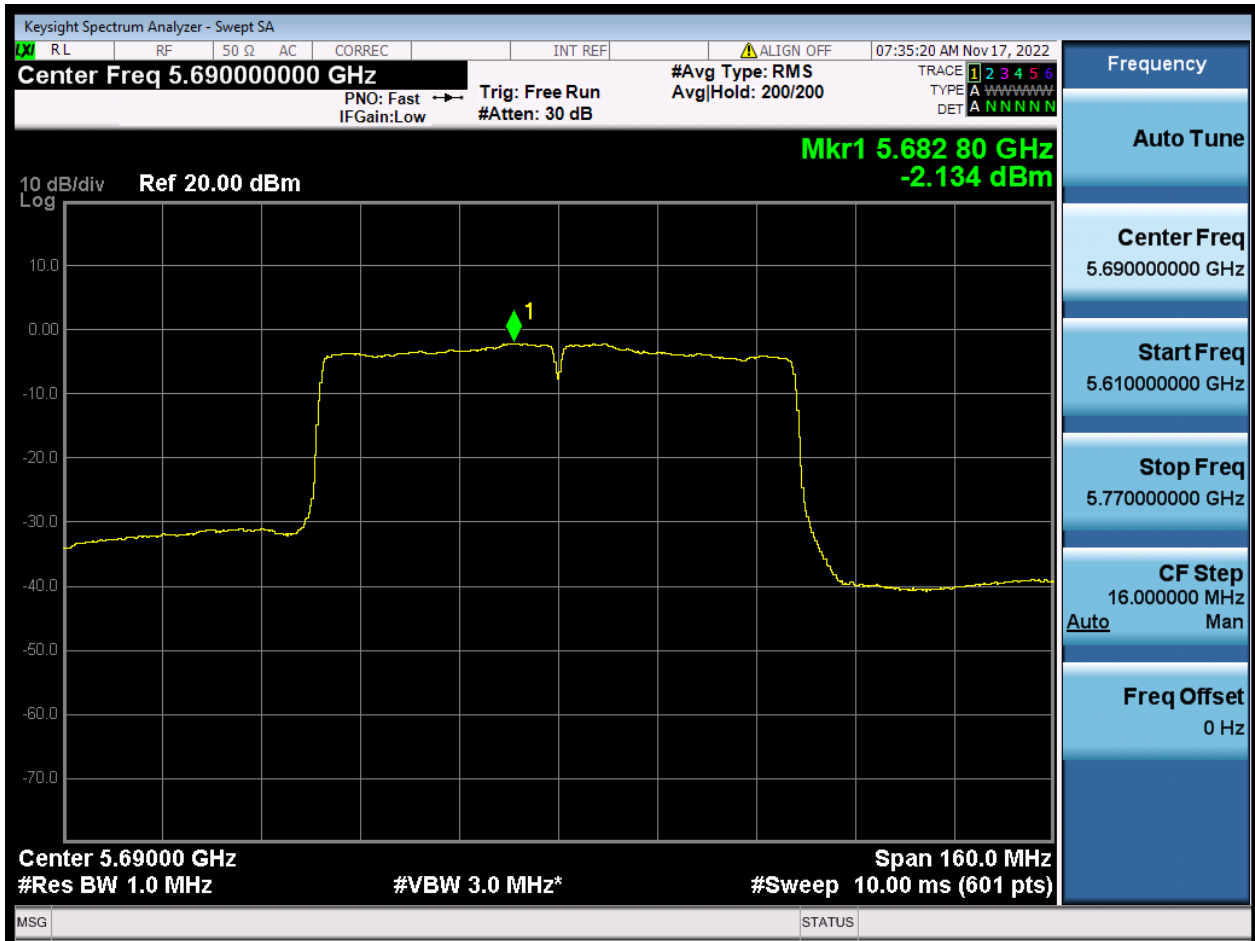 Keysight Spectrum Analyzer - Swept SA
LXI RL RF 50 Ω AC CORREC INT REF ALIGN OFF 07:35:20 AM Nov 17, 2022
Center Freq 5.690000000 GHz
PNO: Fast
IFGain:Low
Trig: Free Run
#Atten: 30 dB
#Avg Type: RMS
Avg|Hold: 200/200
TRACE 1 2 3 4 5 6
TYPE A WWWWW
DET A N N N N N
Mkr1 5.682 80 GHz
-2.134 dBm
10 dB/div Ref 20.00 dBm
Log
10.0
0.00
-10.0
-20.0
-30.0
-40.0
-50.0
-60.0
-70.0
1
Center 5.69000 GHz Span 160.0 MHz
#Res BW 1.0 MHz #VBW 3.0 MHz* #Sweep 10.00 ms (601 pts)
MSG STATUS
Frequency
Auto Tune
Center Freq
5.690000000 GHz
Start Freq
5.610000000 GHz
Stop Freq
5.770000000 GHz
CF Step
16.000000 MHz
Auto Man
Freq Offset
0 Hz